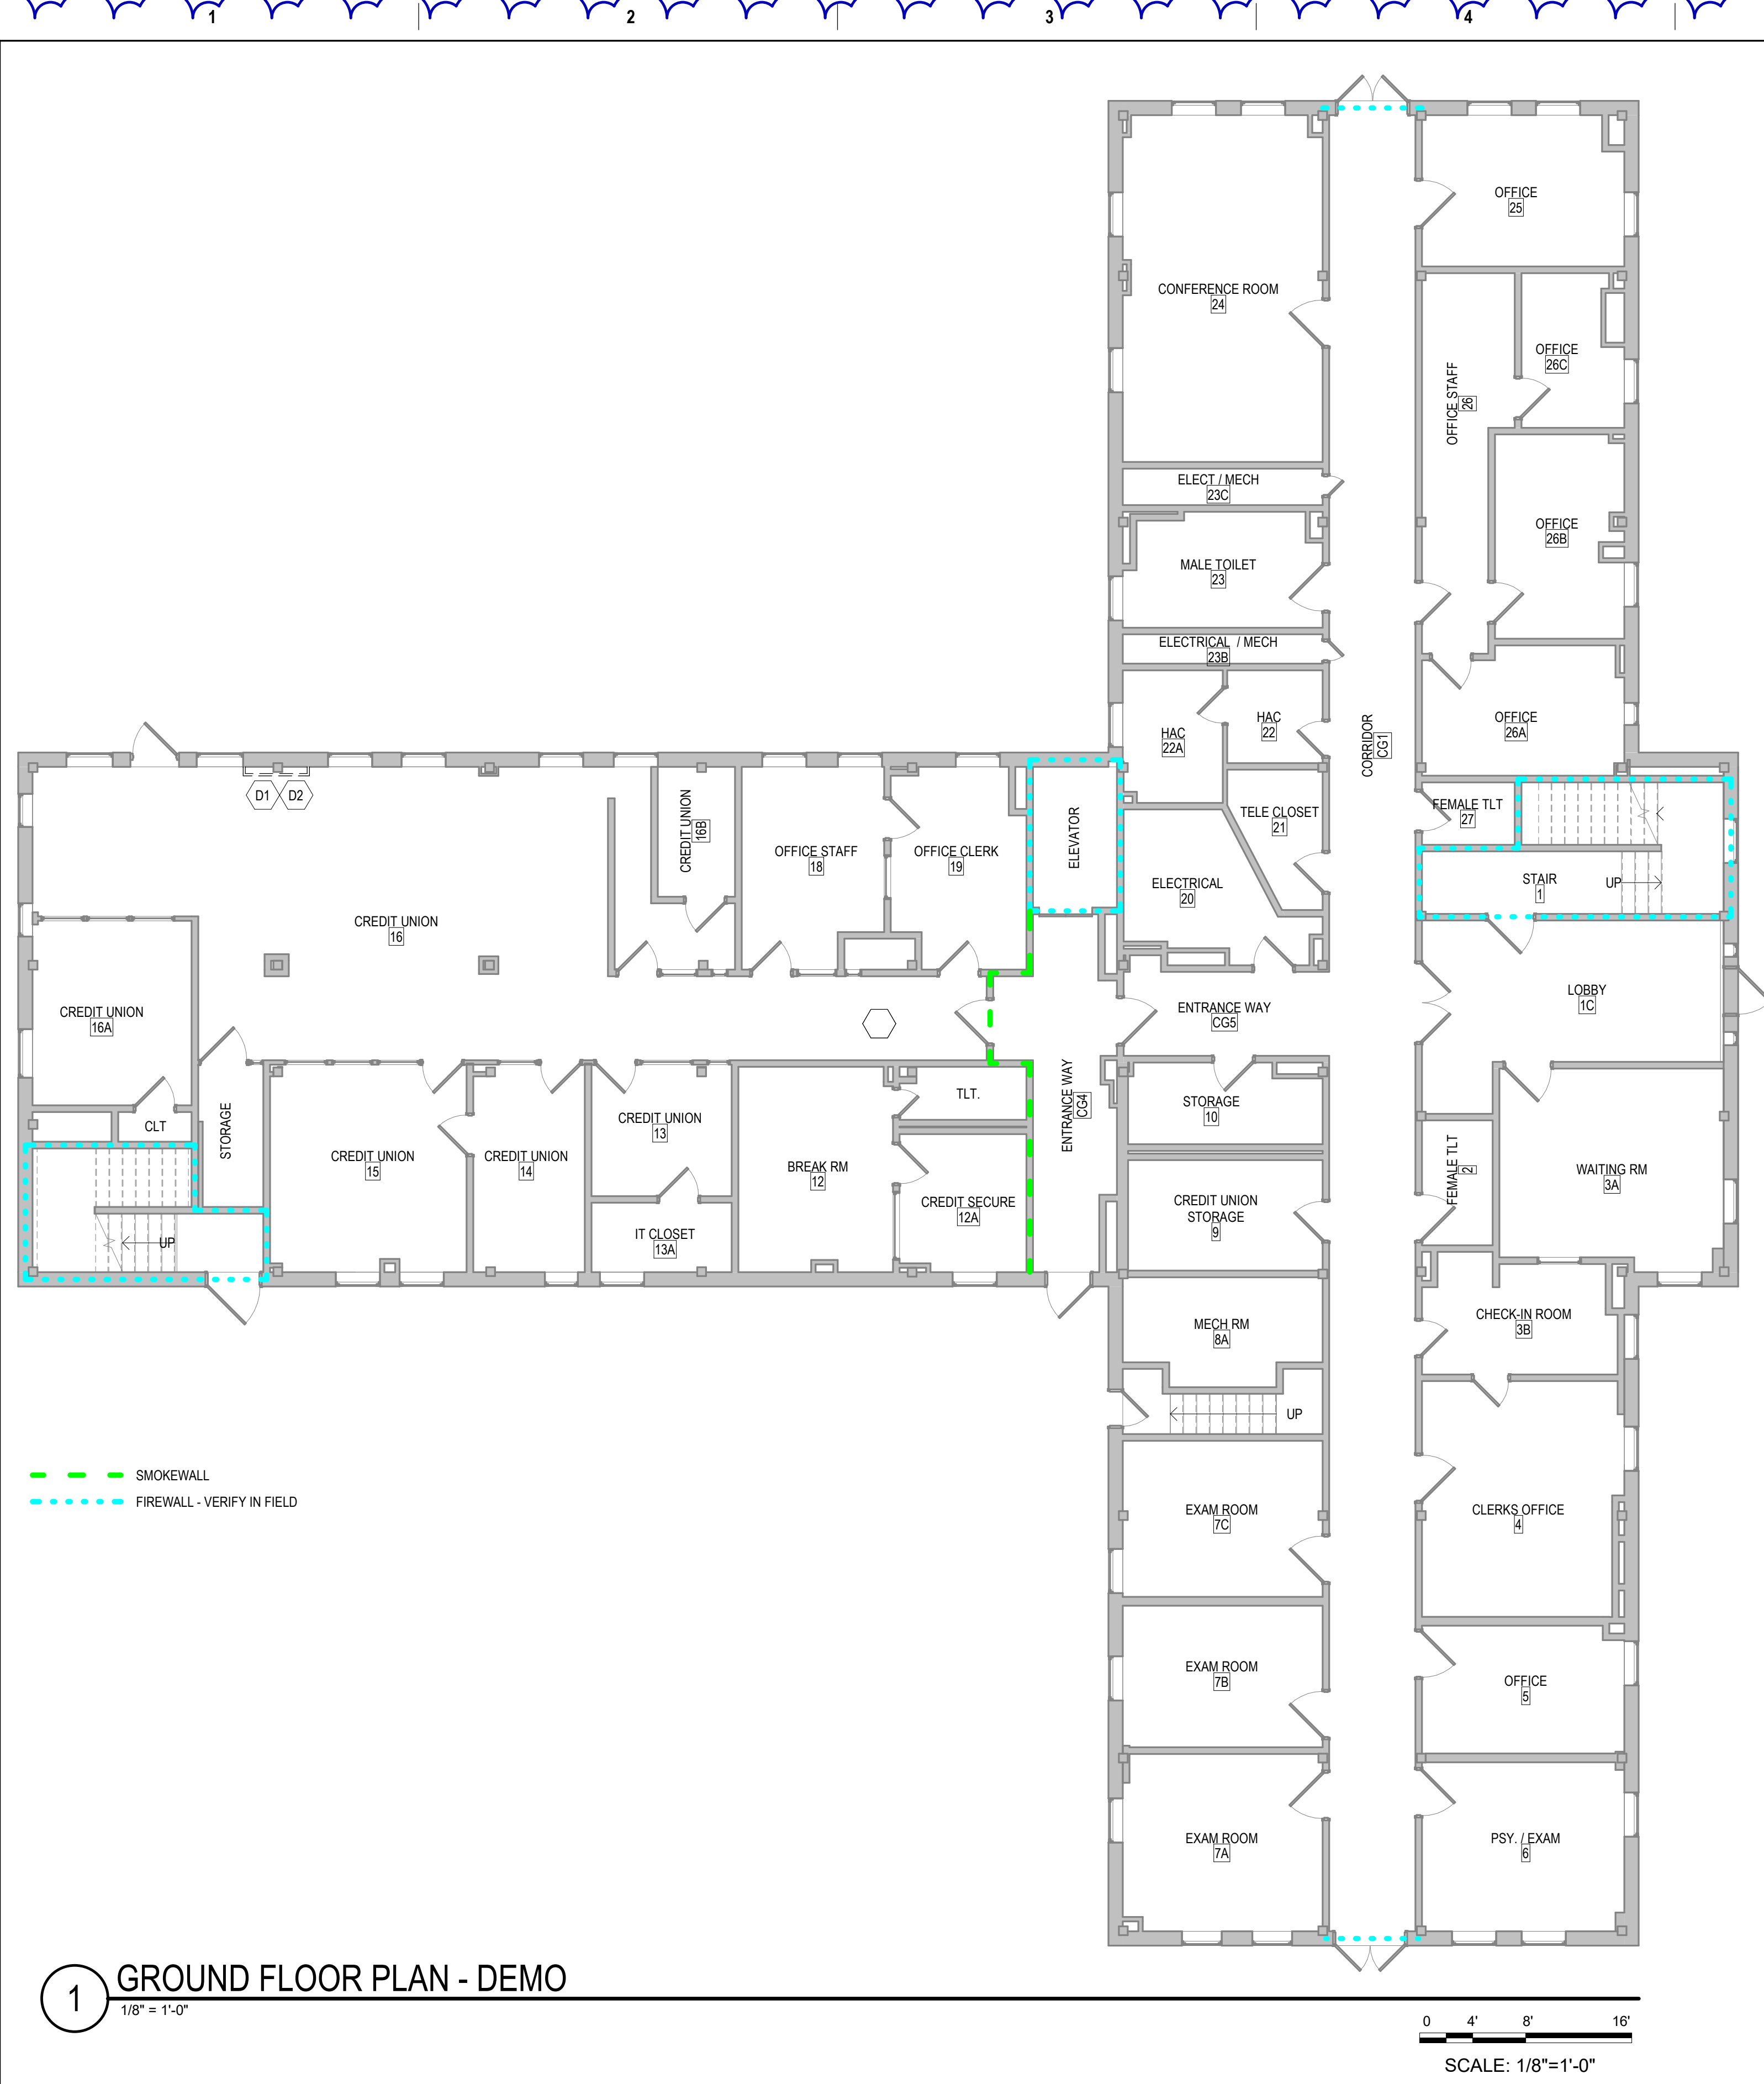 1
2
3
4
OFFICE
25
CONFERENCE ROOM
24
OFFICE
26C
OFFICE STAFF
26
ELECT / MECH
23C
OFFICE
26B
MALE TOILET
23
ELECTRICAL / MECH
23B
HAC
22A
HAC
22
CORRIDOR
CG1
OFFICE
26A
D1
D2
CREDIT UNION
16B
OFFICE STAFF
18
OFFICE CLERK
19
ELEVATOR
TELE CLOSET
21
FEMALE TLT
27
ELECTRICAL
20
STAIR
1
UP
CREDIT UNION
16
LOBBY
1C
CREDIT UNION
16A
ENTRANCE WAY
CG5
ENTRANCE WAY
CG4
STORAGE
10
TLT.
CLT
STORAGE
CREDIT UNION
13
CREDIT UNION
15
CREDIT UNION
14
BREAK RM
12
CREDIT SECURE
12A
CREDIT UNION
STORAGE
9
FEMALE TLT
2
WAITING RM
3A
UP
IT CLOSET
13A
MECH RM
8A
CHECK-IN ROOM
3B
UP
SMOKEWALL
FIREWALL - VERIFY IN FIELD
EXAM ROOM
7C
CLERKS OFFICE
4
EXAM ROOM
7B
OFFICE
5
EXAM ROOM
7A
PSY. / EXAM
6
1
GROUND FLOOR PLAN - DEMO
1/8" = 1'-0"
0 4' 8' 16'
SCALE: 1/8"=1'-0"